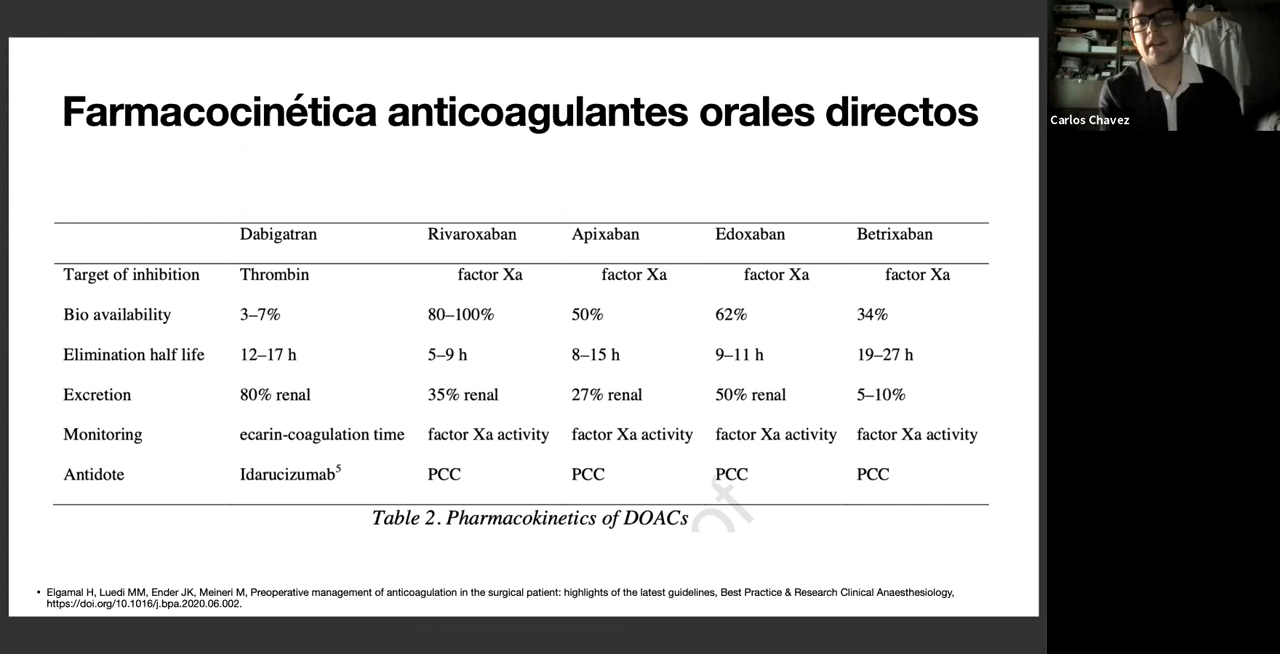 Farmacocinética anticoagulantes orales directos
Carlos Chavez
Dabigatran Rivaroxaban Apixaban Edoxaban Betrixaban
Target of inhibition Thrombin factor Xa factor Xa factor Xa factor Xa
Bio availability 3–7% 80–100% 50% 62% 34%
Elimination half life 12–17 h 5–9 h 8–15 h 9–11 h 19–27 h
Excretion 80% renal 35% renal 27% renal 50% renal 5–10%
Monitoring ecarin-coagulation time factor Xa activity factor Xa activity factor Xa activity factor Xa activity
Antidote Idarucizumab⁵ PCC PCC PCC PCC
Table 2. Pharmacokinetics of DOACs
• Elgamal H, Luedi MM, Ender JK, Meineri M, Preoperative management of anticoagulation in the surgical patient: highlights of the latest guidelines, Best Practice & Research Clinical Anaesthesiology,
https://doi.org/10.1016/j.bpa.2020.06.002.